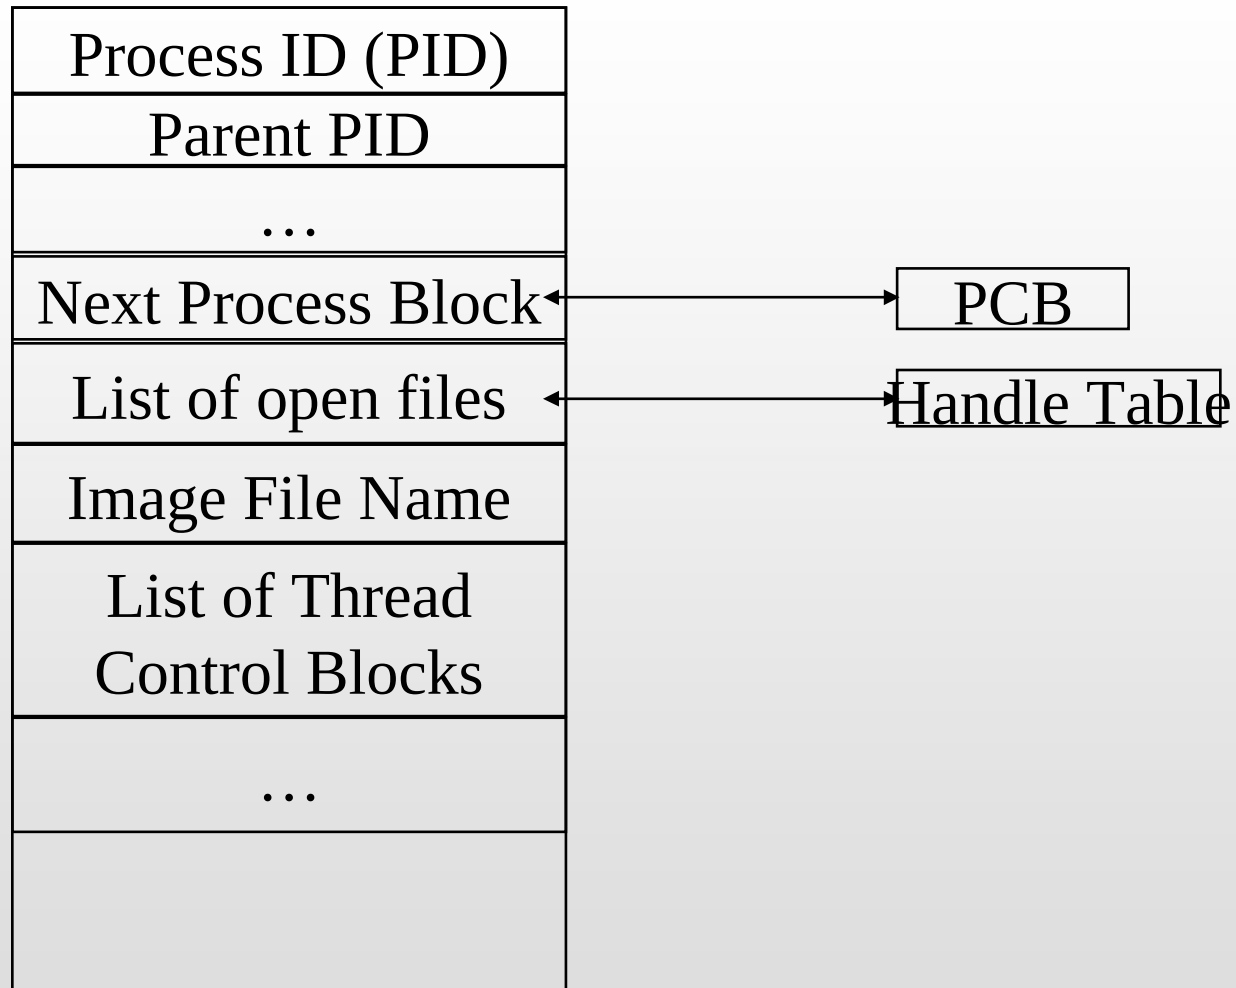 Process ID (PID)
Parent PID
…
Next Process Block
PCB
List of open files
Handle Table
Image File Name
List of Thread
Control Blocks
…